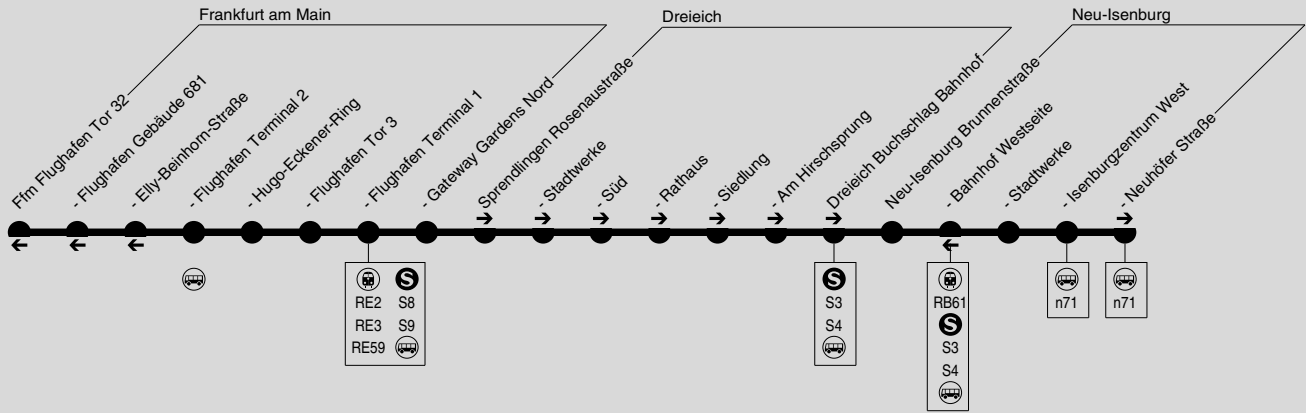 Frankfurt am Main
Dreieich
Neu-Isenburg
Ffm Flughafen Tor 32
- Flughafen Gebäude 681
- Elly-Beinhorn-Straße
- Flughafen Terminal 2
- Hugo-Eckener-Ring
- Flughafen Tor 3
- Flughafen Terminal 1
- Gateway Gardens Nord
Sprendlingen Rosenaustraße
- Stadtwerke
- Süd
- Rathaus
- Siedlung
- Am Hirschsprung
Dreieich Buchschlag Bahnhof
Neu-Isenburg Brunnenstraße
- Bahnhof Westseite
- Stadtwerke
- Isenburgzentrum West
- Neuhöfer Straße
S
RE2 S8
RE3 S9
RE59
S
S3
S4
RB61
S
S3
S4
n71
n71